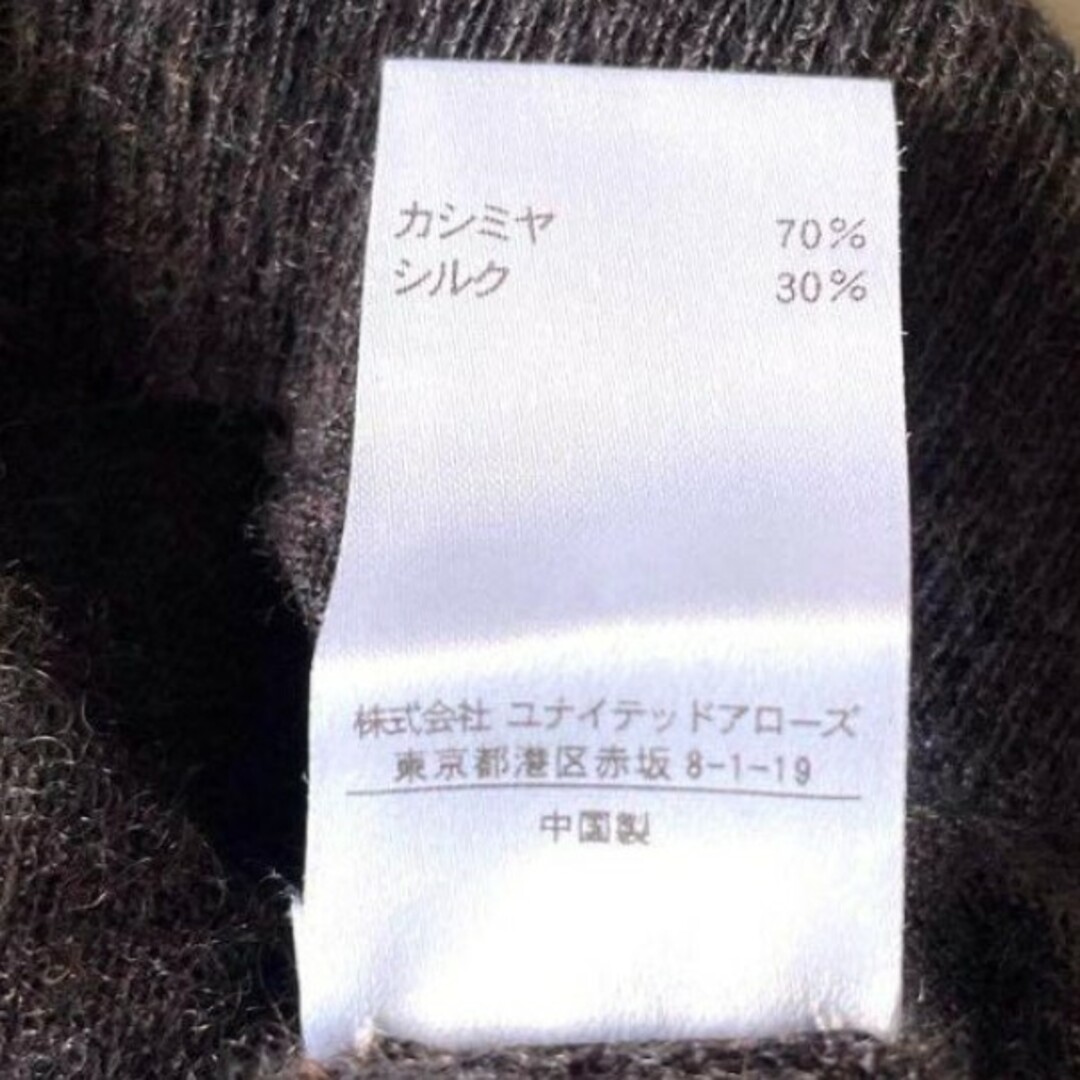 カシミヤ 70%
シルク 30%
株式会社 ユナイテッドアローズ
東京都港区赤坂 8-1-19
中国製